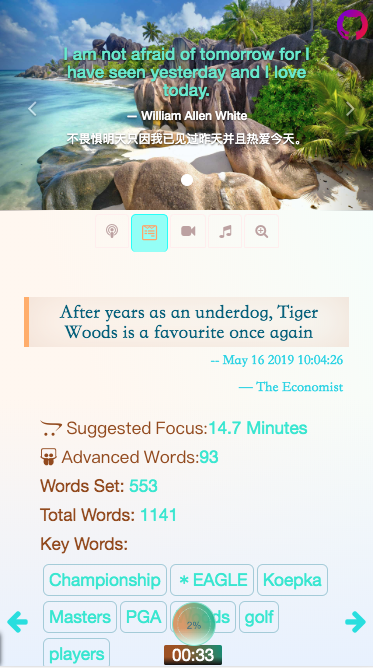 I am not afraid of tomorrow for I
have seen yesterday and I love
today.
— William Allen White
不畏惧明天只因我已见过昨天并且热爱今天。
After years as an underdog, Tiger
Woods is a favourite once again
-- May 16 2019 10:04:26
— The Economist
Suggested Focus:14.7 Minutes
Advanced Words:93
Words Set: 553
Total Words: 1141
Key Words:
Championship *EAGLE Koepka
Masters PGA golf
2%
players
00:33